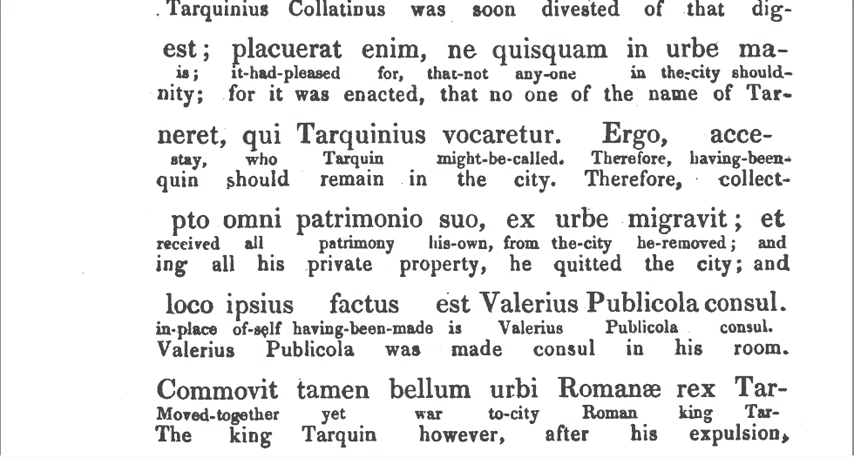 Tarquinius Collatinus was soon divested of that dig-
est; placuerat enim, ne quisquam in urbe ma-
is; it-had-pleased for, that-not any-one in the-city should-
nity; for it was enacted, that no one of the name of Tar-
neret, qui Tarquinius vocaretur. Ergo, acce-
stay, who Tarquin might-be-called. Therefore, having-been-
quin should remain in the city. Therefore, collect-
pto omni patrimonio suo, ex urbe migravit; et
received all patrimony his-own, from the-city he-removed; and
ing all his private property, he quitted the city; and
loco ipsius factus est Valerius Publicola consul.
in-place of-self having-been-made is Valerius Publicola consul.
Valerius Publicola was made consul in his room.
Commovit tamen bellum urbi Romanæ rex Tar-
Moved-together yet war to-city Roman king Tar-
The king Tarquin however, after his expulsion,